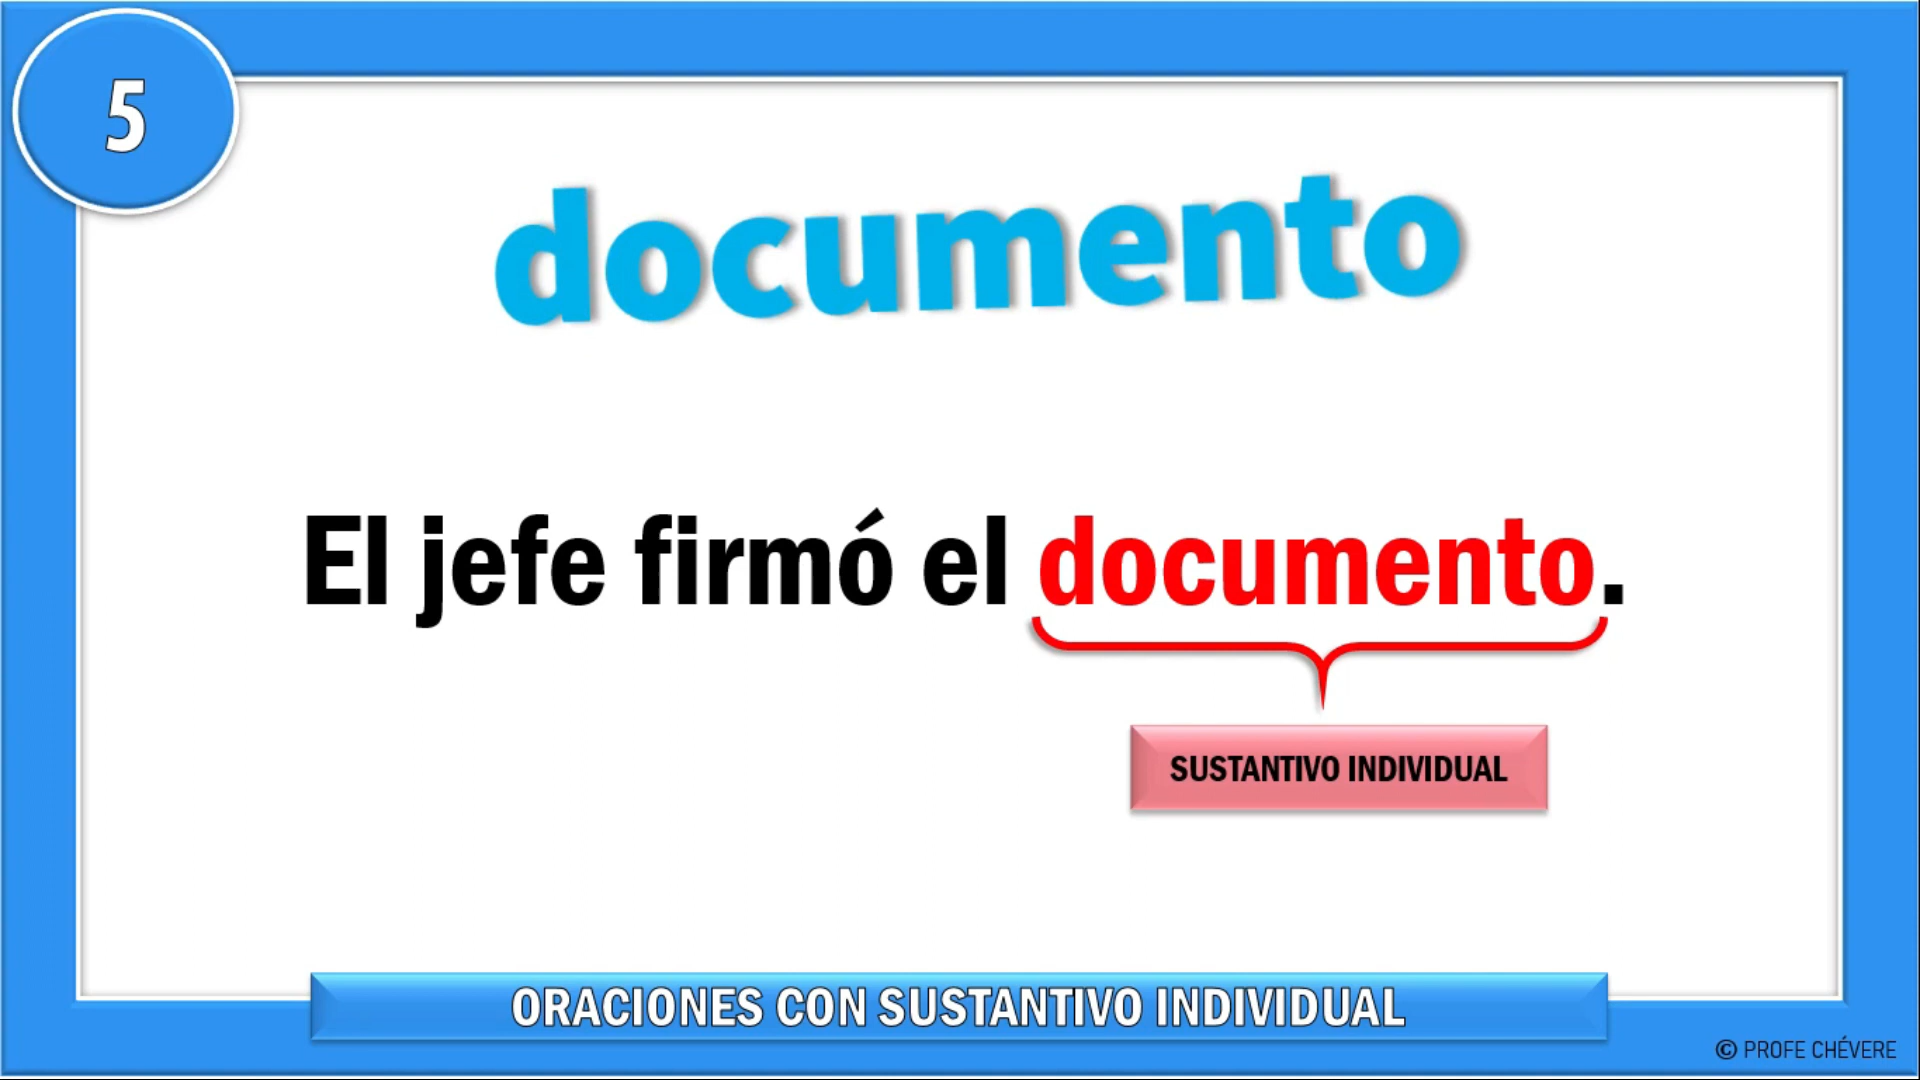 5
documento
El jefe firmó el documento.
SUSTANTIVO INDIVIDUAL
ORACIONES CON SUSTANTIVO INDIVIDUAL
© PROFE CHÉVERE